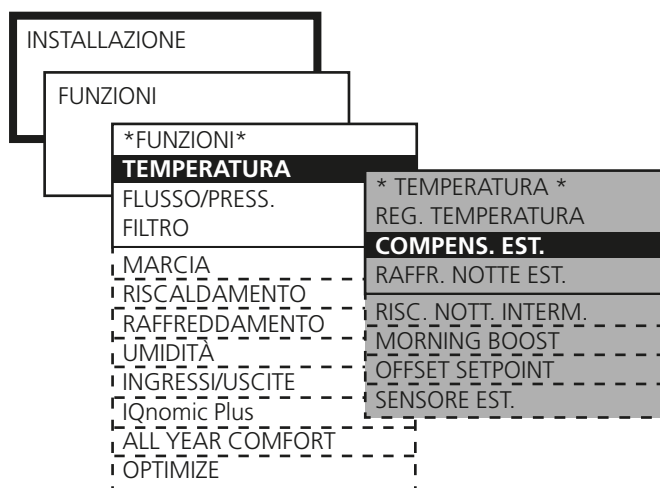 INSTALLAZIONE
FUNZIONI
*FUNZIONI*
TEMPERATURA
FLUSSO/PRESS.
FILTRO
MARCIA
RISCALDAMENTO
RAFFREDDAMENTO
UMIDITÀ
INGRESSI/USCITE
IQnomic Plus
ALL YEAR COMFORT
OPTIMIZE
* TEMPERATURA *
REG. TEMPERATURA
COMPENS. EST.
RAFFR. NOTTE EST.
RISC. NOTT. INTERM.
MORNING BOOST
OFFSET SETPOINT
SENSORE EST.